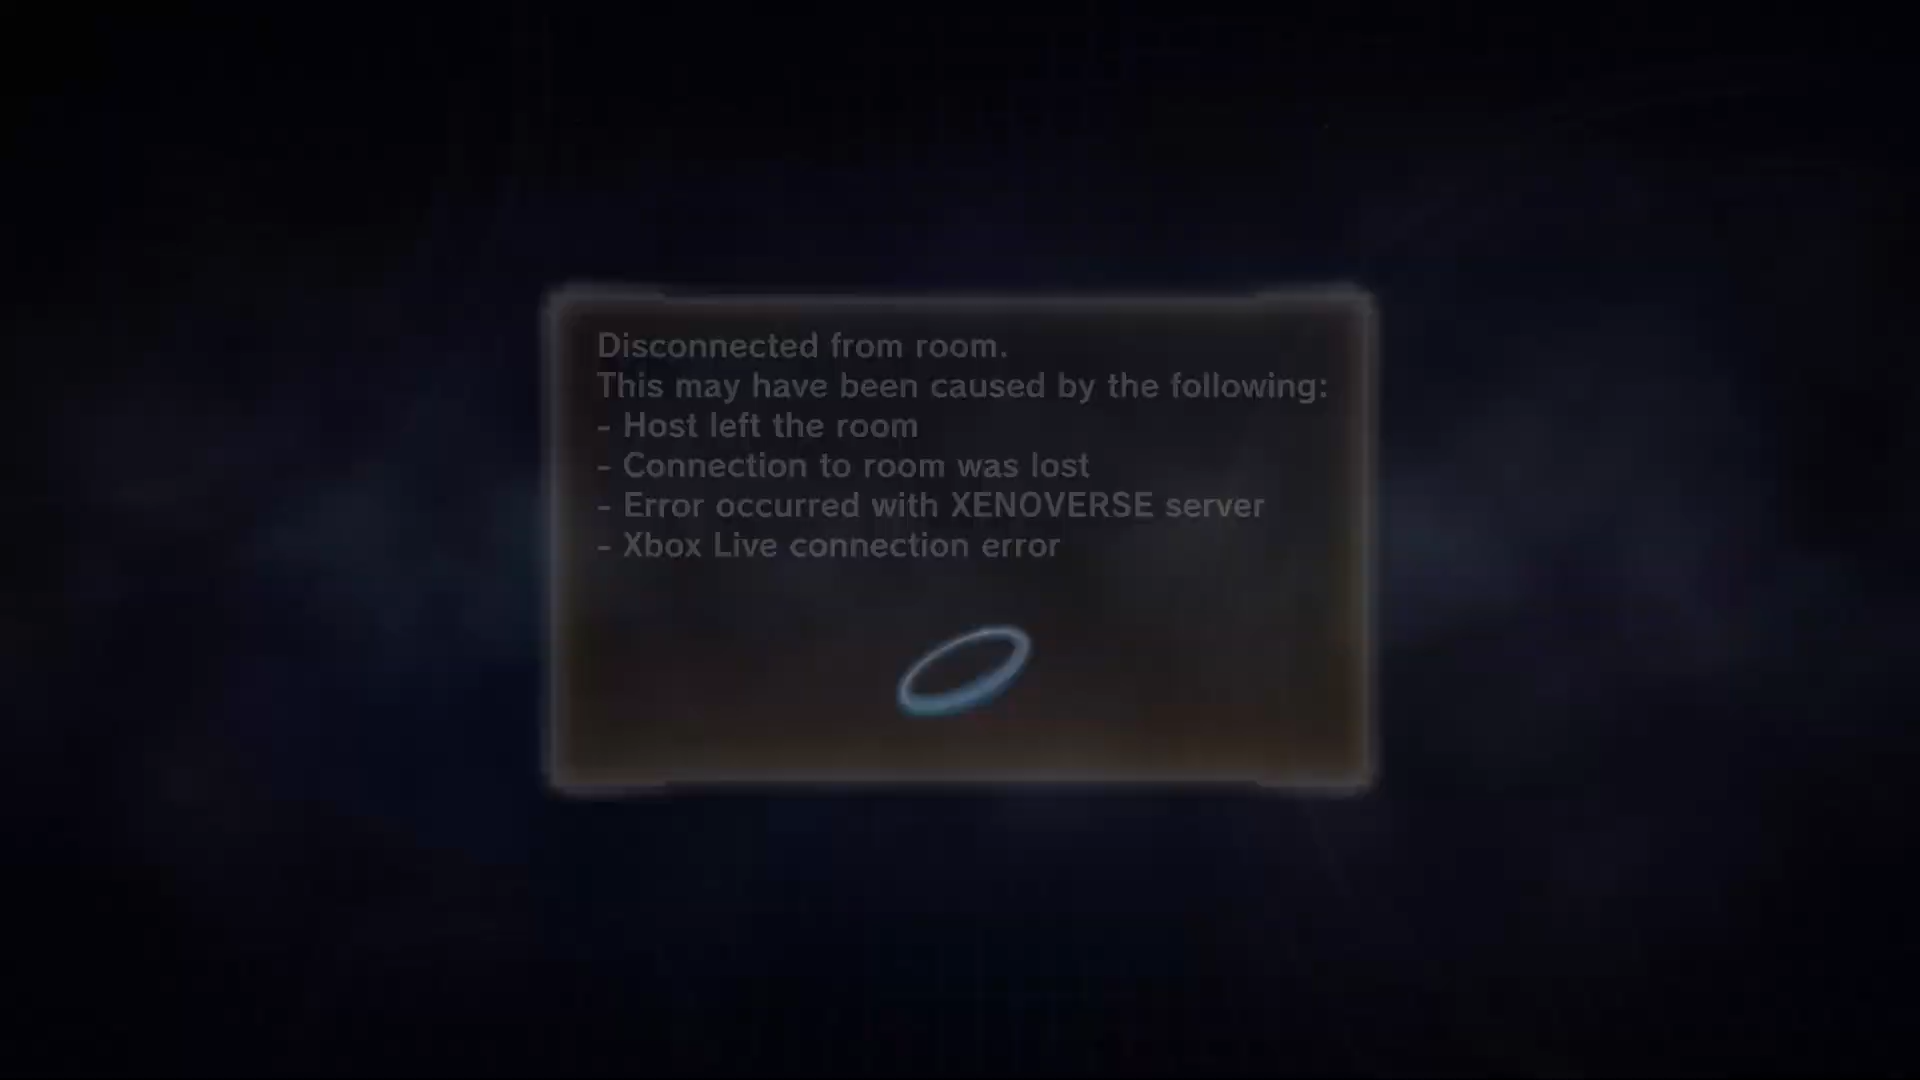 Disconnected from room.
This may have been caused by the following:
- Host left the room
- Connection to room was lost
- Error occurred with XENOVERSE server
- Xbox Live connection error